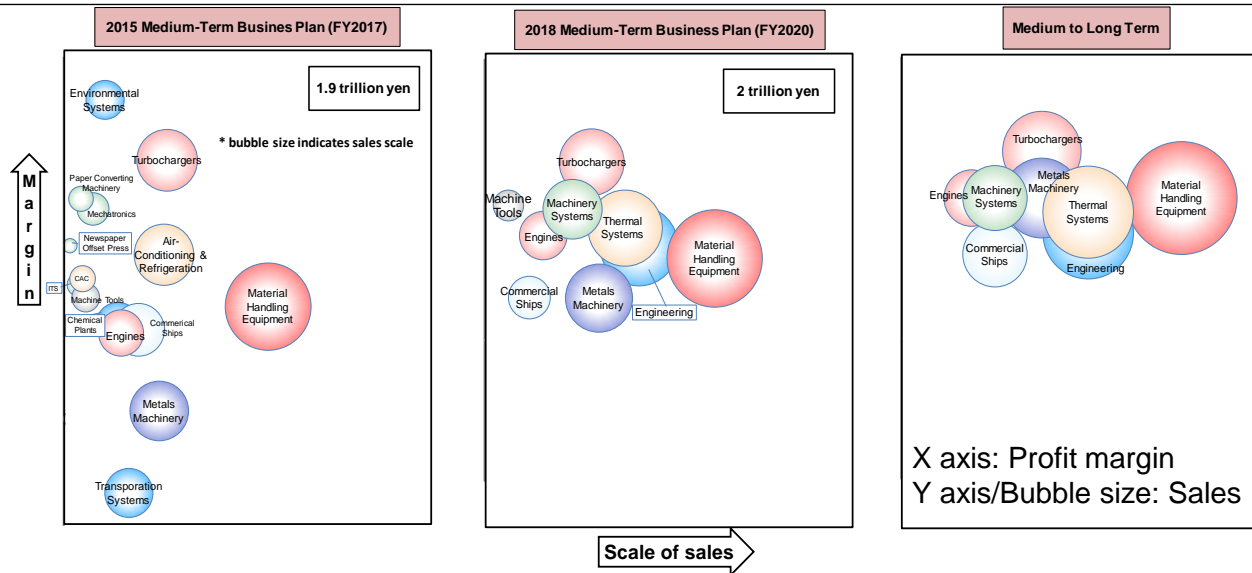 2015 Medium-Term Busines Plan (FY2017)
2018 Medium-Term Business Plan (FY2020)
Medium to Long Term
1.9 trillion yen
* bubble size indicates sales scale
Margin
Environmental
Systems
Turbochargers
Paper Converting
Machinery
Mechatronics
Newspaper
Offset Press
Air-
Conditioning &
Refrigeration
CAC
ITS
Machine Tools
Chemical
Plants
Engines
Commerical
Ships
Material
Handling
Equipment
Metals
Machinery
Transporation
Systems
2 trillion yen
Turbochargers
Machine
Tools
Machinery
Systems
Engines
Thermal
Systems
Material
Handling
Equipment
Commercial
Ships
Metals
Machinery
Engineering
Turbochargers
Engines
Machinery
Systems
Metals
Machinery
Thermal
Systems
Material
Handling
Equipment
Commercial
Ships
Engineering
X axis: Profit margin
Y axis/Bubble size: Sales
Scale of sales